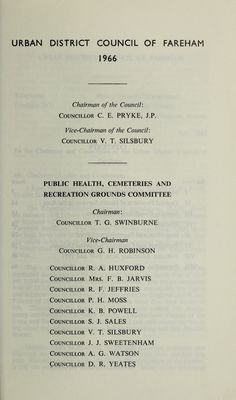 URBAN DISTRICT COUNCIL OF FAREHAM
1966
Chairman of the Council:
COUNCILLOR C. E. PRYKE, J.P.
Vice-Chairman of the Council:
COUNCILLOR V. T. SILSBURY
PUBLIC HEALTH, CEMETERIES AND
RECREATION GROUNDS COMMITTEE
Chairman:
COUNCILLOR T. G. SWINBURNE
Vice-Chairman
COUNCILLOR G. H. ROBINSON
COUNCILLOR R. A. HUXFORD
COUNCILLOR MRS. F. B. JARVIS
COUNCILLOR R. F. JEFFRIES
COUNCILLOR P. H. MOSS
COUNCILLOR K. B. POWELL
COUNCILLOR S. J. SALES
COUNCILLOR V. T. SILSBURY
COUNCILLOR J. J. SWEETENHAM
COUNCILLOR A. G. WATSON
COUNCILLOR D. R. YEATES